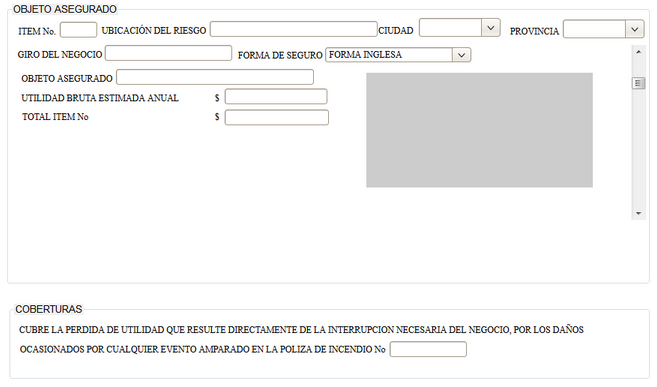 OBJETO ASEGURADO
ITEM No. UBICACIÓN DEL RIESGO CIUDAD PROVINCIA
GIRO DEL NEGOCIO FORMA DE SEGURO FORMA INGLESA
OBJETO ASEGURADO
UTILIDAD BRUTA ESTIMADA ANUAL $
TOTAL ITEM No $
COBERTURAS
CUBRE LA PERDIDA DE UTILIDAD QUE RESULTE DIRECTAMENTE DE LA INTERRUPCION NECESARIA DEL NEGOCIO, POR LOS DAÑOS
OCASIONADOS POR CUALQUIER EVENTO AMPARADO EN LA POLIZA DE INCENDIO No